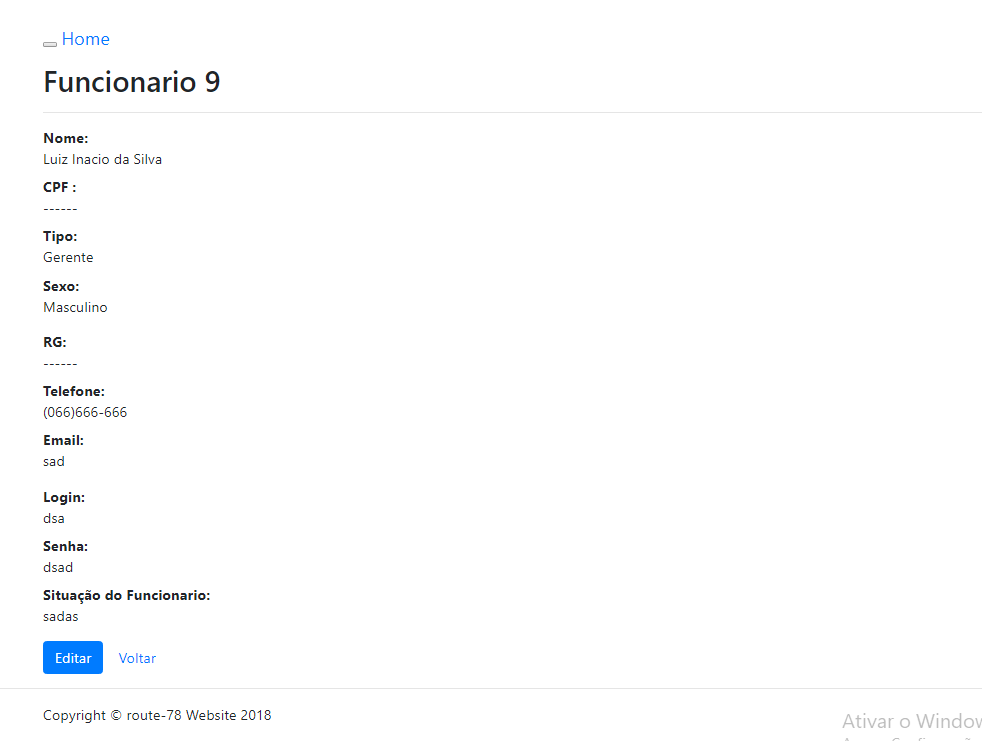 Home
Funcionario 9
Nome:
Luiz Inacio da Silva
CPF :
------
Tipo:
Gerente
Sexo:
Masculino
RG:
------
Telefone:
(066)666-666
Email:
sad
Login:
dsa
Senha:
dsad
Situação do Funcionario:
sadas
Editar Voltar
Copyright © route-78 Website 2018
Ativar o Window